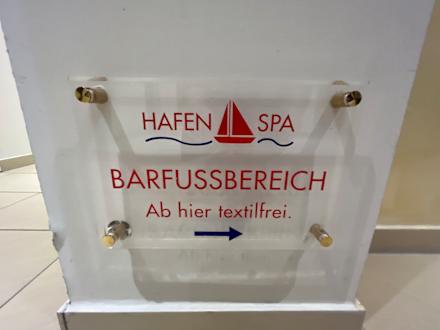 HAFEN SPA
BARFUSSBEREICH
Ab hier textilfrei.